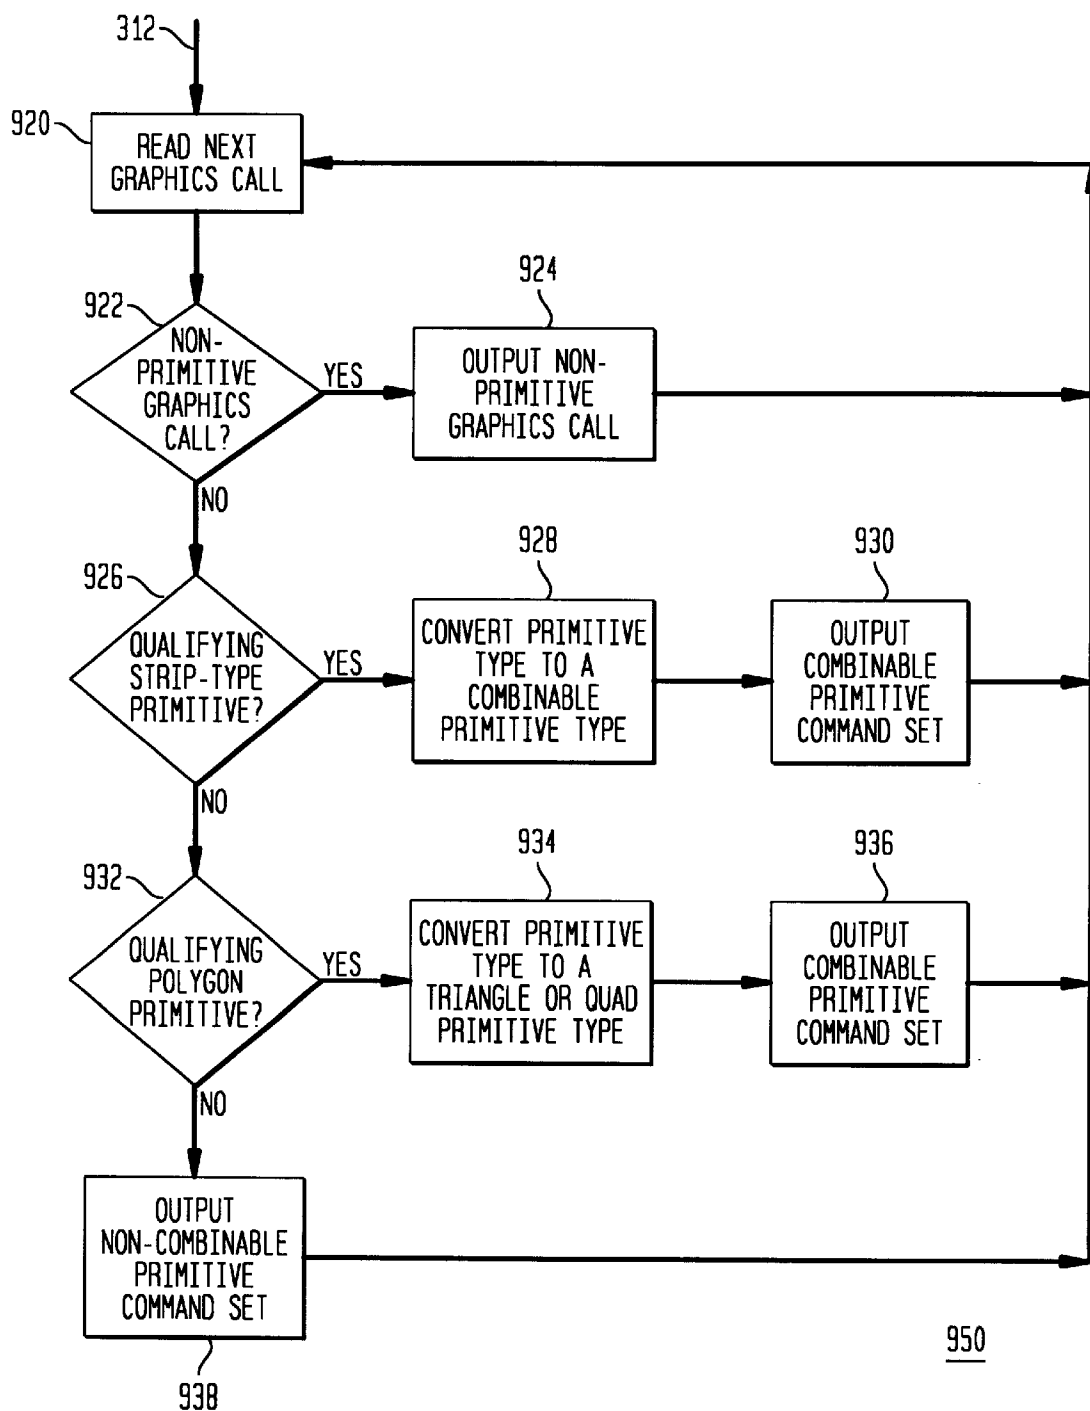 312
920
READ NEXT
GRAPHICS CALL
922
NON-
PRIMITIVE
GRAPHICS
CALL?
YES
NO
924
OUTPUT NON-
PRIMITIVE
GRAPHICS CALL
926
QUALIFYING
STRIP-TYPE
PRIMITIVE?
YES
NO
928
CONVERT PRIMITIVE
TYPE TO A
COMBINABLE
PRIMITIVE TYPE
930
OUTPUT
COMBINABLE
PRIMITIVE
COMMAND SET
932
QUALIFYING
POLYGON
PRIMITIVE?
YES
NO
934
CONVERT PRIMITIVE
TYPE TO A
TRIANGLE OR QUAD
PRIMITIVE TYPE
936
OUTPUT
COMBINABLE
PRIMITIVE
COMMAND SET
OUTPUT
NON-COMBINABLE
PRIMITIVE
COMMAND SET
938
950